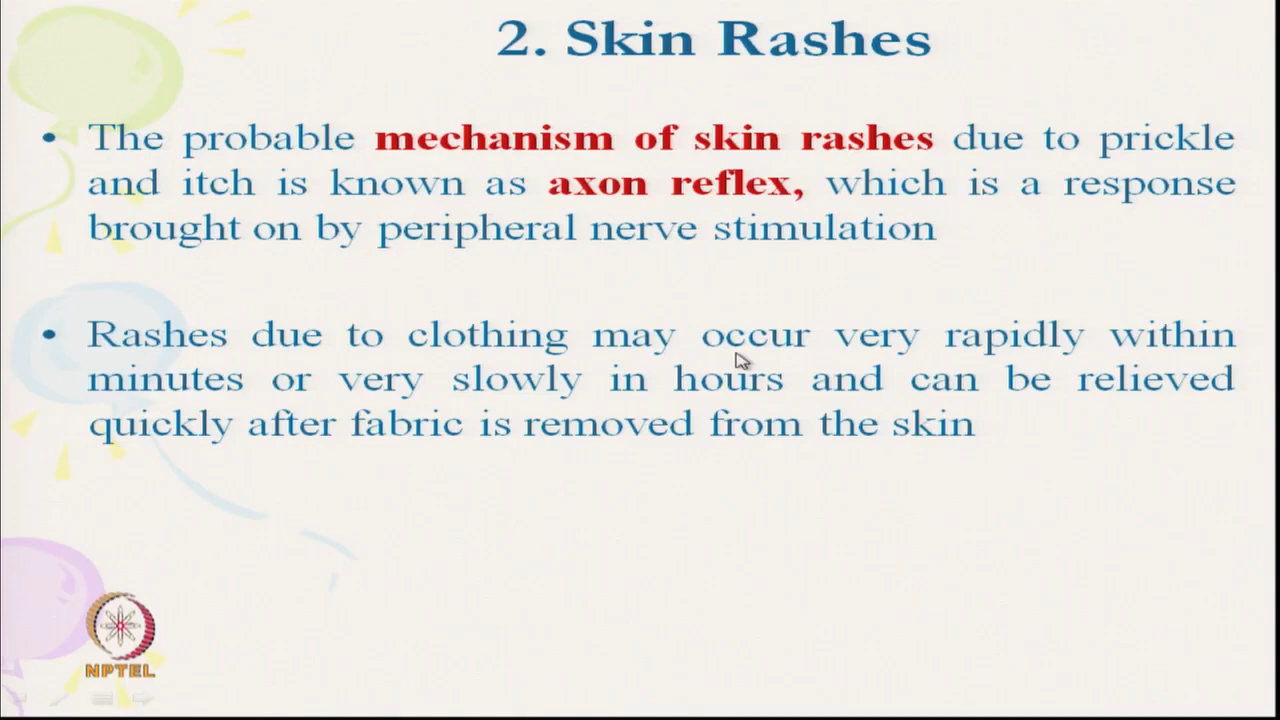 2. Skin Rashes
• The probable mechanism of skin rashes due to prickle
and itch is known as axon reflex, which is a response
brought on by peripheral nerve stimulation
• Rashes due to clothing may occur very rapidly within
minutes or very slowly in hours and can be relieved
quickly after fabric is removed from the skin
NPTEL